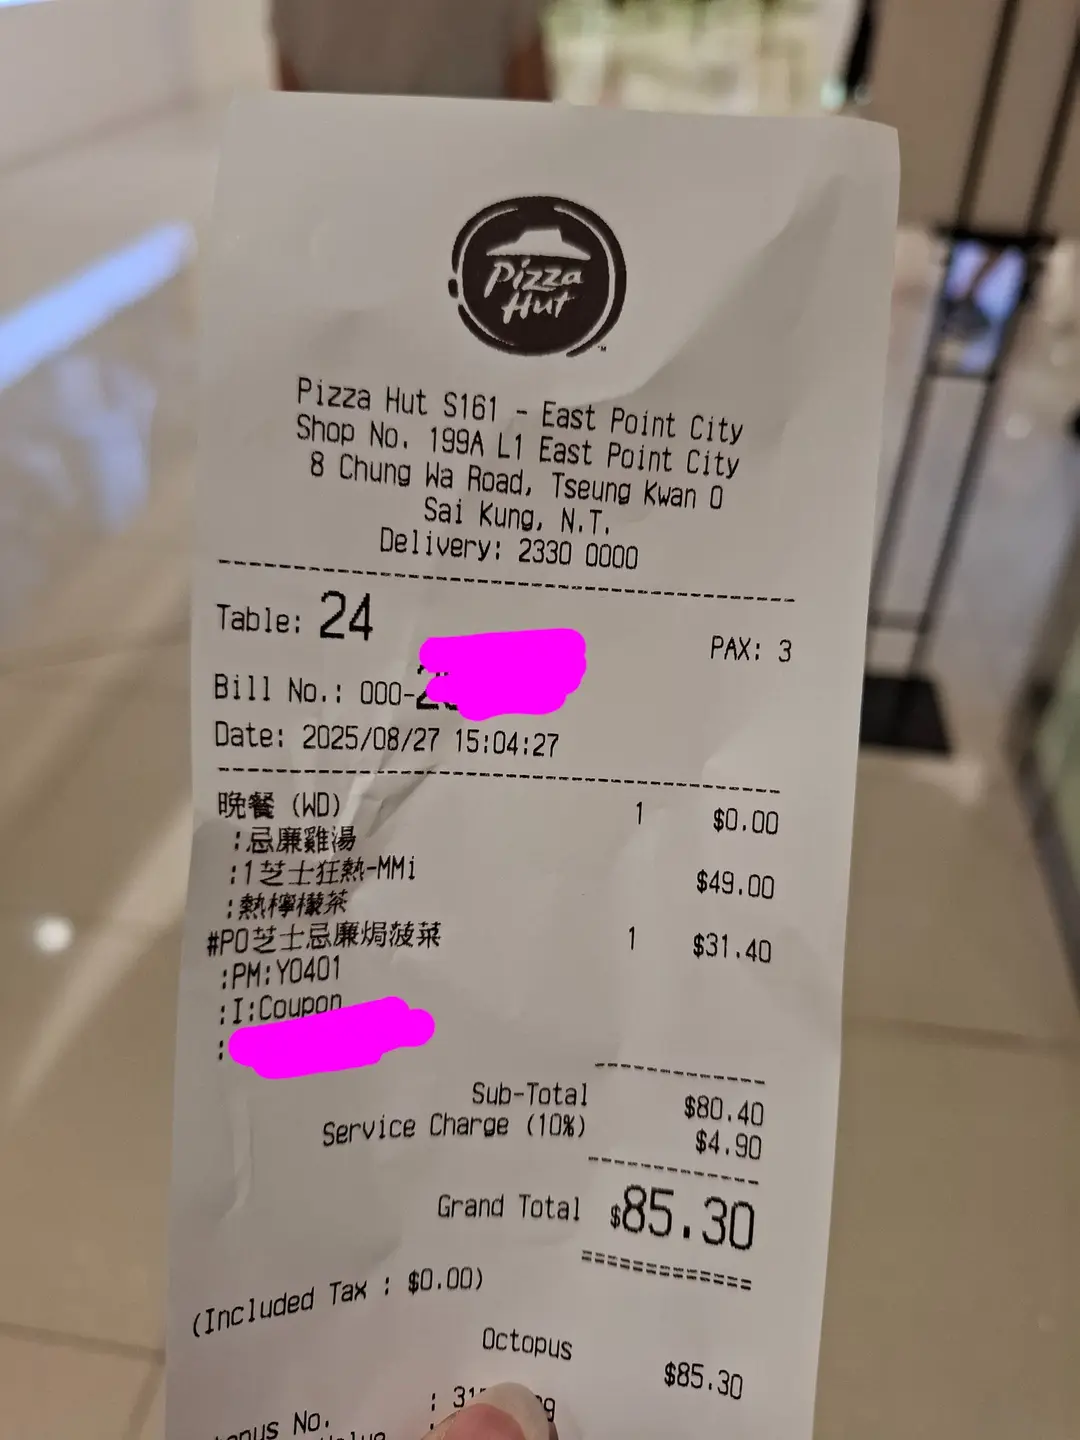 Pizza
Hut
Pizza Hut S161 - East Point City
Shop No. 199A L1 East Point City
8 Chung Wa Road, Tseung Kwan O
Sai Kung, N.T.
Delivery: 2330 0000
Table: 24 PAX: 3
Bill No.: 000-
Date: 2025/08/27 15:04:27
晚餐 (WD) 1 $0.00
:忌廉雞湯
:1芝士狂熱-MMi $49.00
:熱檸檬茶
#PO芝士忌廉焗菠菜 1 $31.40
:PM:Y0401
:I:Coupon
:
Sub-Total $80.40
Service Charge (10%) $4.90
Grand Total $85.30
(Included Tax : $0.00)
Octopus $85.30
No. :